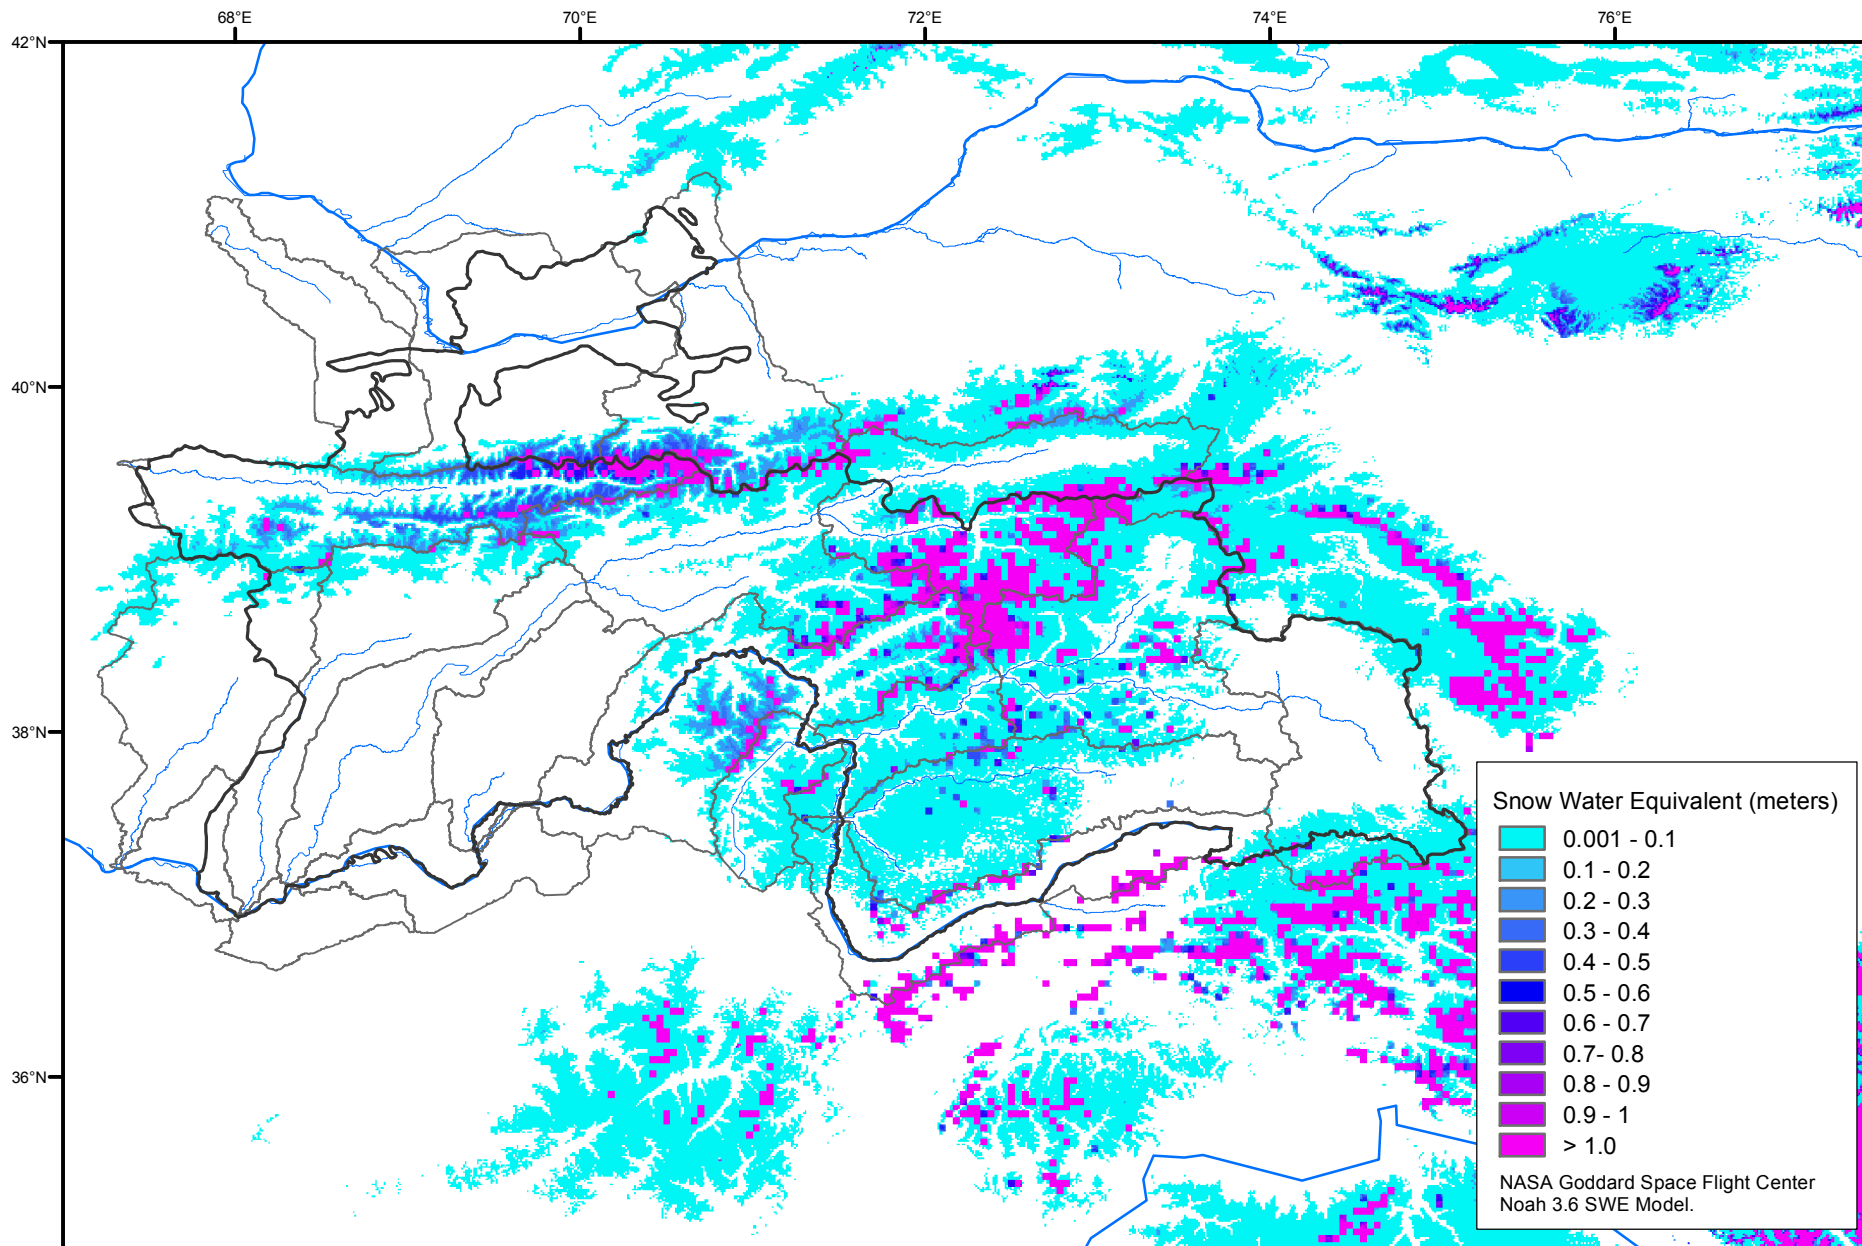 68°E
70°E
72°E
74°E
76°E
42°N
40°N
38°N
36°N
Snow Water Equivalent (meters)
0.001 - 0.1
0.1 - 0.2
0.2 - 0.3
0.3 - 0.4
0.4 - 0.5
0.5 - 0.6
0.6 - 0.7
0.7- 0.8
0.8 - 0.9
0.9 - 1
> 1.0
NASA Goddard Space Flight Center
Noah 3.6 SWE Model.